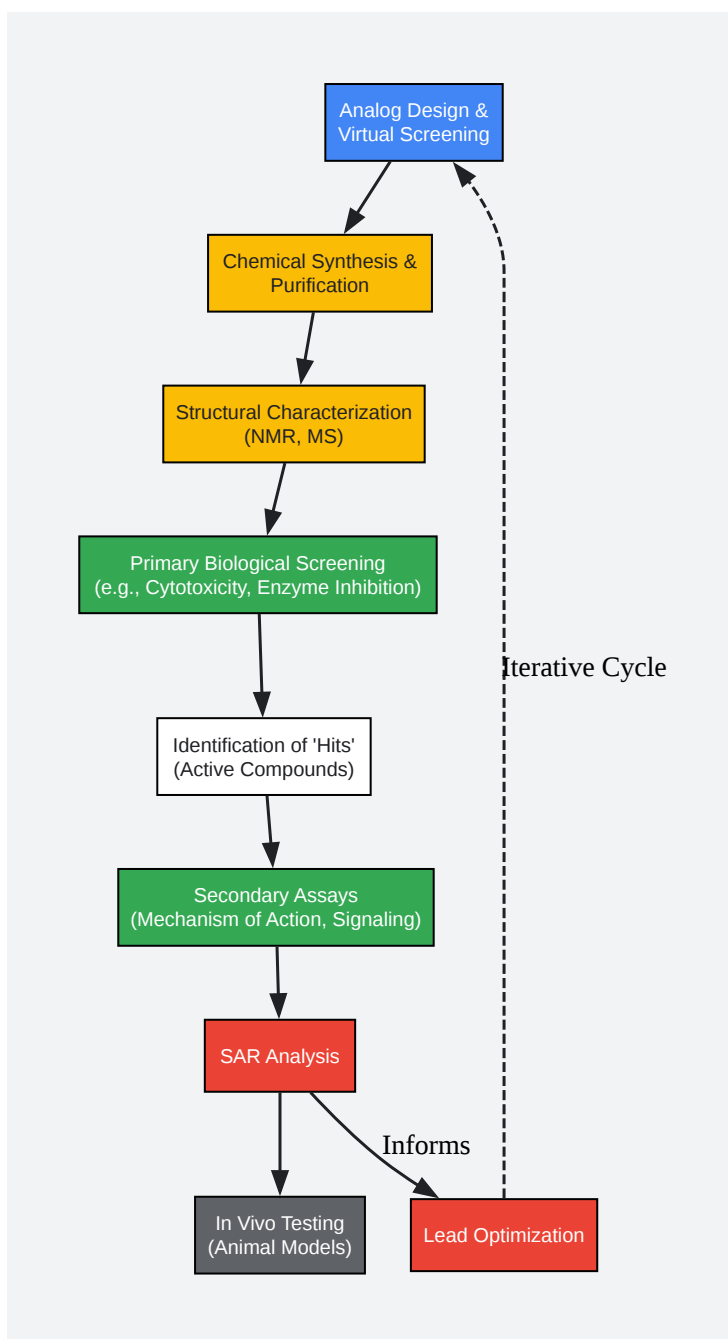 Analog Design &
Virtual Screening
Chemical Synthesis &
Purification
Structural Characterization
(NMR, MS)
Primary Biological Screening
(e.g., Cytotoxicity, Enzyme Inhibition)
Iterative Cycle
Identification of 'Hits'
(Active Compounds)
Secondary Assays
(Mechanism of Action, Signaling)
SAR Analysis
Informs
In Vivo Testing
(Animal Models)
Lead Optimization